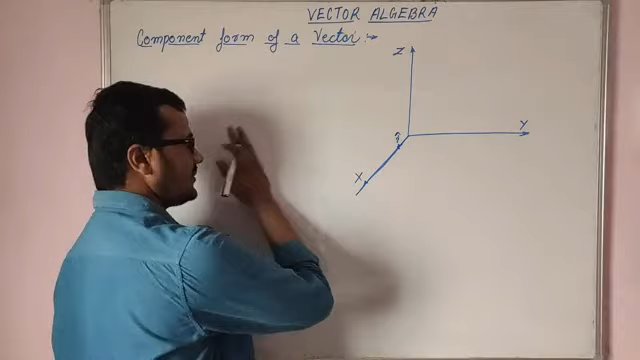 VECTOR ALGEBRA
Component form of a Vector :-
Z
Y
X